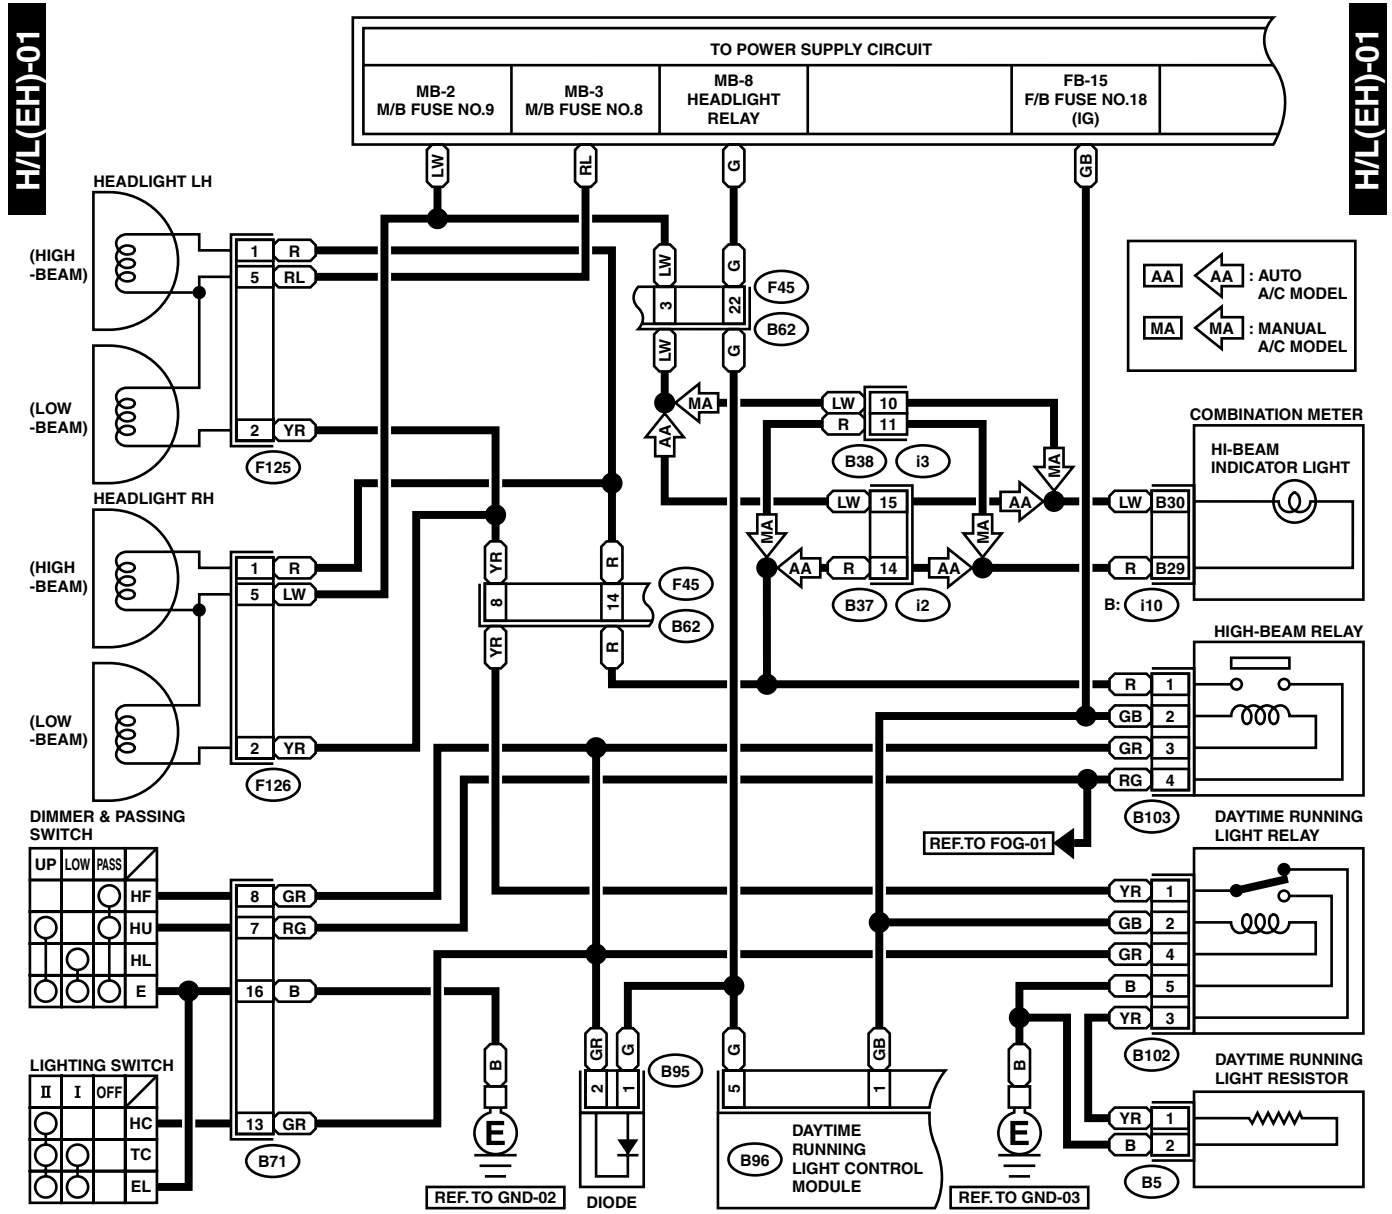 H/L(EH)-01
H/L(EH)-01
TO POWER SUPPLY CIRCUIT
MB-2
M/B FUSE NO.9
MB-3
M/B FUSE NO.8
MB-8
HEADLIGHT
RELAY
FB-15
F/B FUSE NO.18
(IG)
LW
RL
G
GB
HEADLIGHT LH
(HIGH
-BEAM)
1 R
5 RL
(LOW
-BEAM)
2 YR
F125
LW
G
3
22
F45
B62
LW
G
AA
AA
: AUTO
A/C MODEL
MA
MA
: MANUAL
A/C MODEL
MA
AA
LW 10
R 11
B38
i3
MA
COMBINATION METER
HI-BEAM
INDICATOR LIGHT
LW 15
AA
LW B30
MA
MA
AA
R 14
AA
R B29
B37
i2
B: i10
HEADLIGHT RH
(HIGH
-BEAM)
1 R
5 LW
(LOW
-BEAM)
2 YR
F126
YR
R
8
14
F45
B62
YR
R
HIGH-BEAM RELAY
R 1
GB 2
GR 3
RG 4
B103
REF.TO FOG-01
DIMMER & PASSING
SWITCH
UP LOW PASS
HF
HU
HL
E
8 GR
7 RG
16 B
13 GR
B71
LIGHTING SWITCH
II I OFF
HC
TC
EL
B
E
REF. TO GND-02
GR
G
2
1
B95
DIODE
G
GB
5
1
B96
DAYTIME
RUNNING
LIGHT CONTROL
MODULE
DAYTIME RUNNING
LIGHT RELAY
YR 1
GB 2
GR 4
B 5
YR 3
B102
B
E
REF. TO GND-03
DAYTIME RUNNING
LIGHT RESISTOR
YR 1
B 2
B5